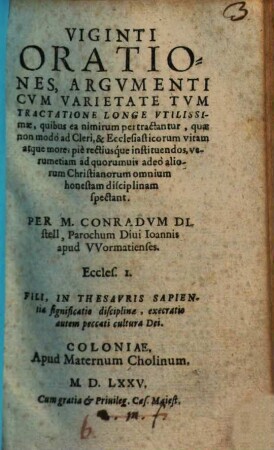 3
VIGINTI
ORATIO-
NES, ARGVMENTI
CVM VARIETATE TVM
TRACTATIONE LONGE VTILISSI-
mæ, quibus ea nimirum pertractantur, quæ
non modò ad Cleri, & Ecclesiasticorum vitam
atque mores piè rectiusque instituendos, ve-
rumetiam ad quorumuis adeò alio-
rum Christianorum omnium
honestam disciplinam
spectant.
PER M. CONRADVM DI-
stell, Parochum Diui Ioannis
apud VVormatienses.
Eccles. 1.
FILI, IN THESAVRIS SAPIEN-
tiæ significatio disciplinæ, execratio
autem peccati cultura Dei.
COLONIAE,
Apud Maternum Cholinum.
M. D. LXXV.
Cum gratia & Priuileg. Cæs. Maiest.